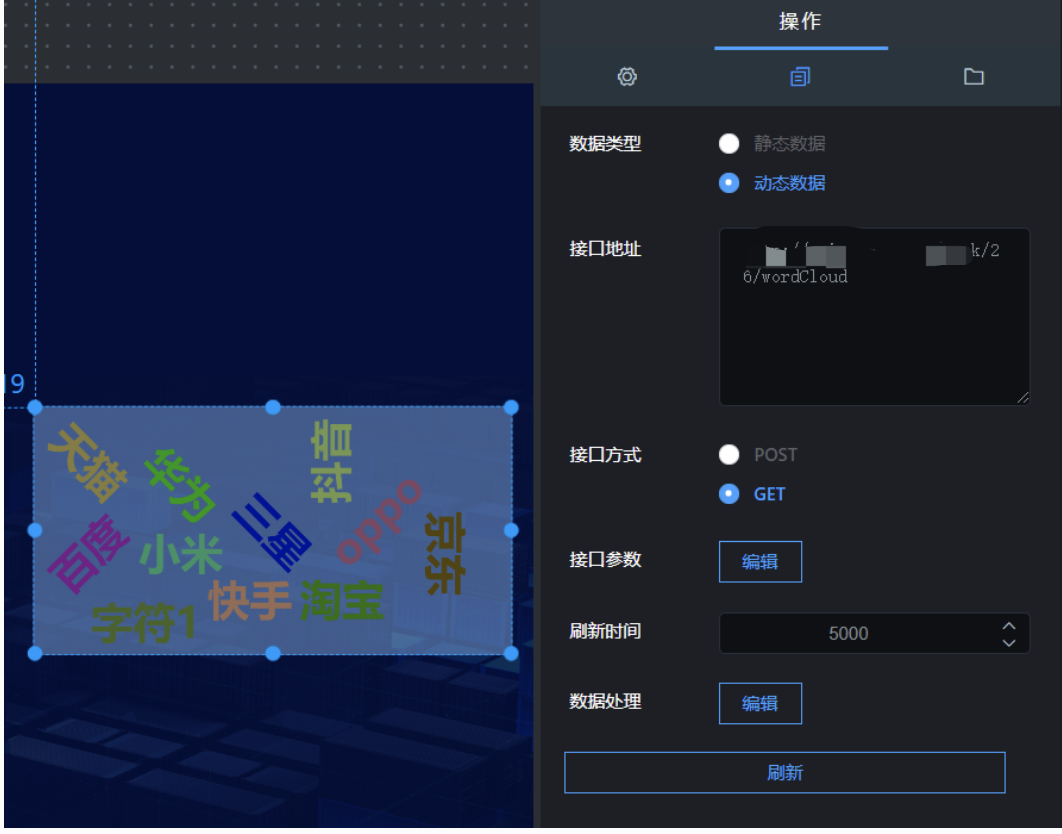 操作
数据类型
静态数据
动态数据
接口地址
k/2
6/wordCloud
接口方式
POST
GET
接口参数
编辑
刷新时间
5000
数据处理
编辑
刷新
19
天猫
华为
抖音
三星
oppo
京东
百度
小米
快手
淘宝
字符1